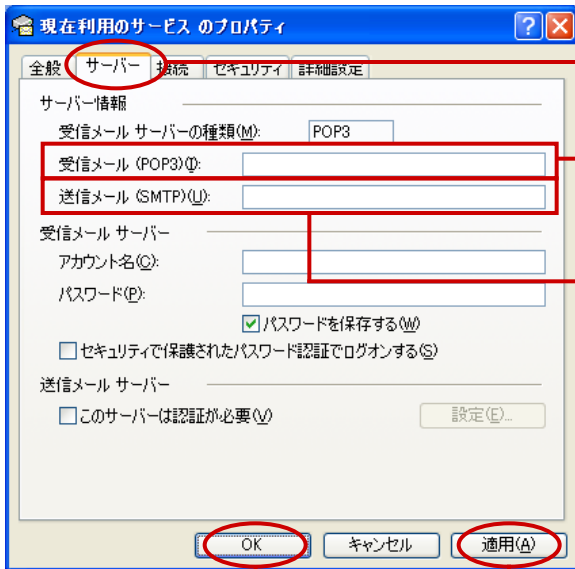 現在利用のサービス のプロパティ
全般 サーバー 接続 セキュリティ 詳細設定
サーバー情報
受信メール サーバーの種類(M): POP3
受信メール (POP3)(I):
送信メール (SMTP)(U):
受信メール サーバー
アカウント名(C):
パスワード(P):
パスワードを保存する(W)
セキュリティで保護されたパスワード認証でログオンする(S)
送信メール サーバー
このサーバーは認証が必要(V) 設定(E)...
OK キャンセル 適用(A)